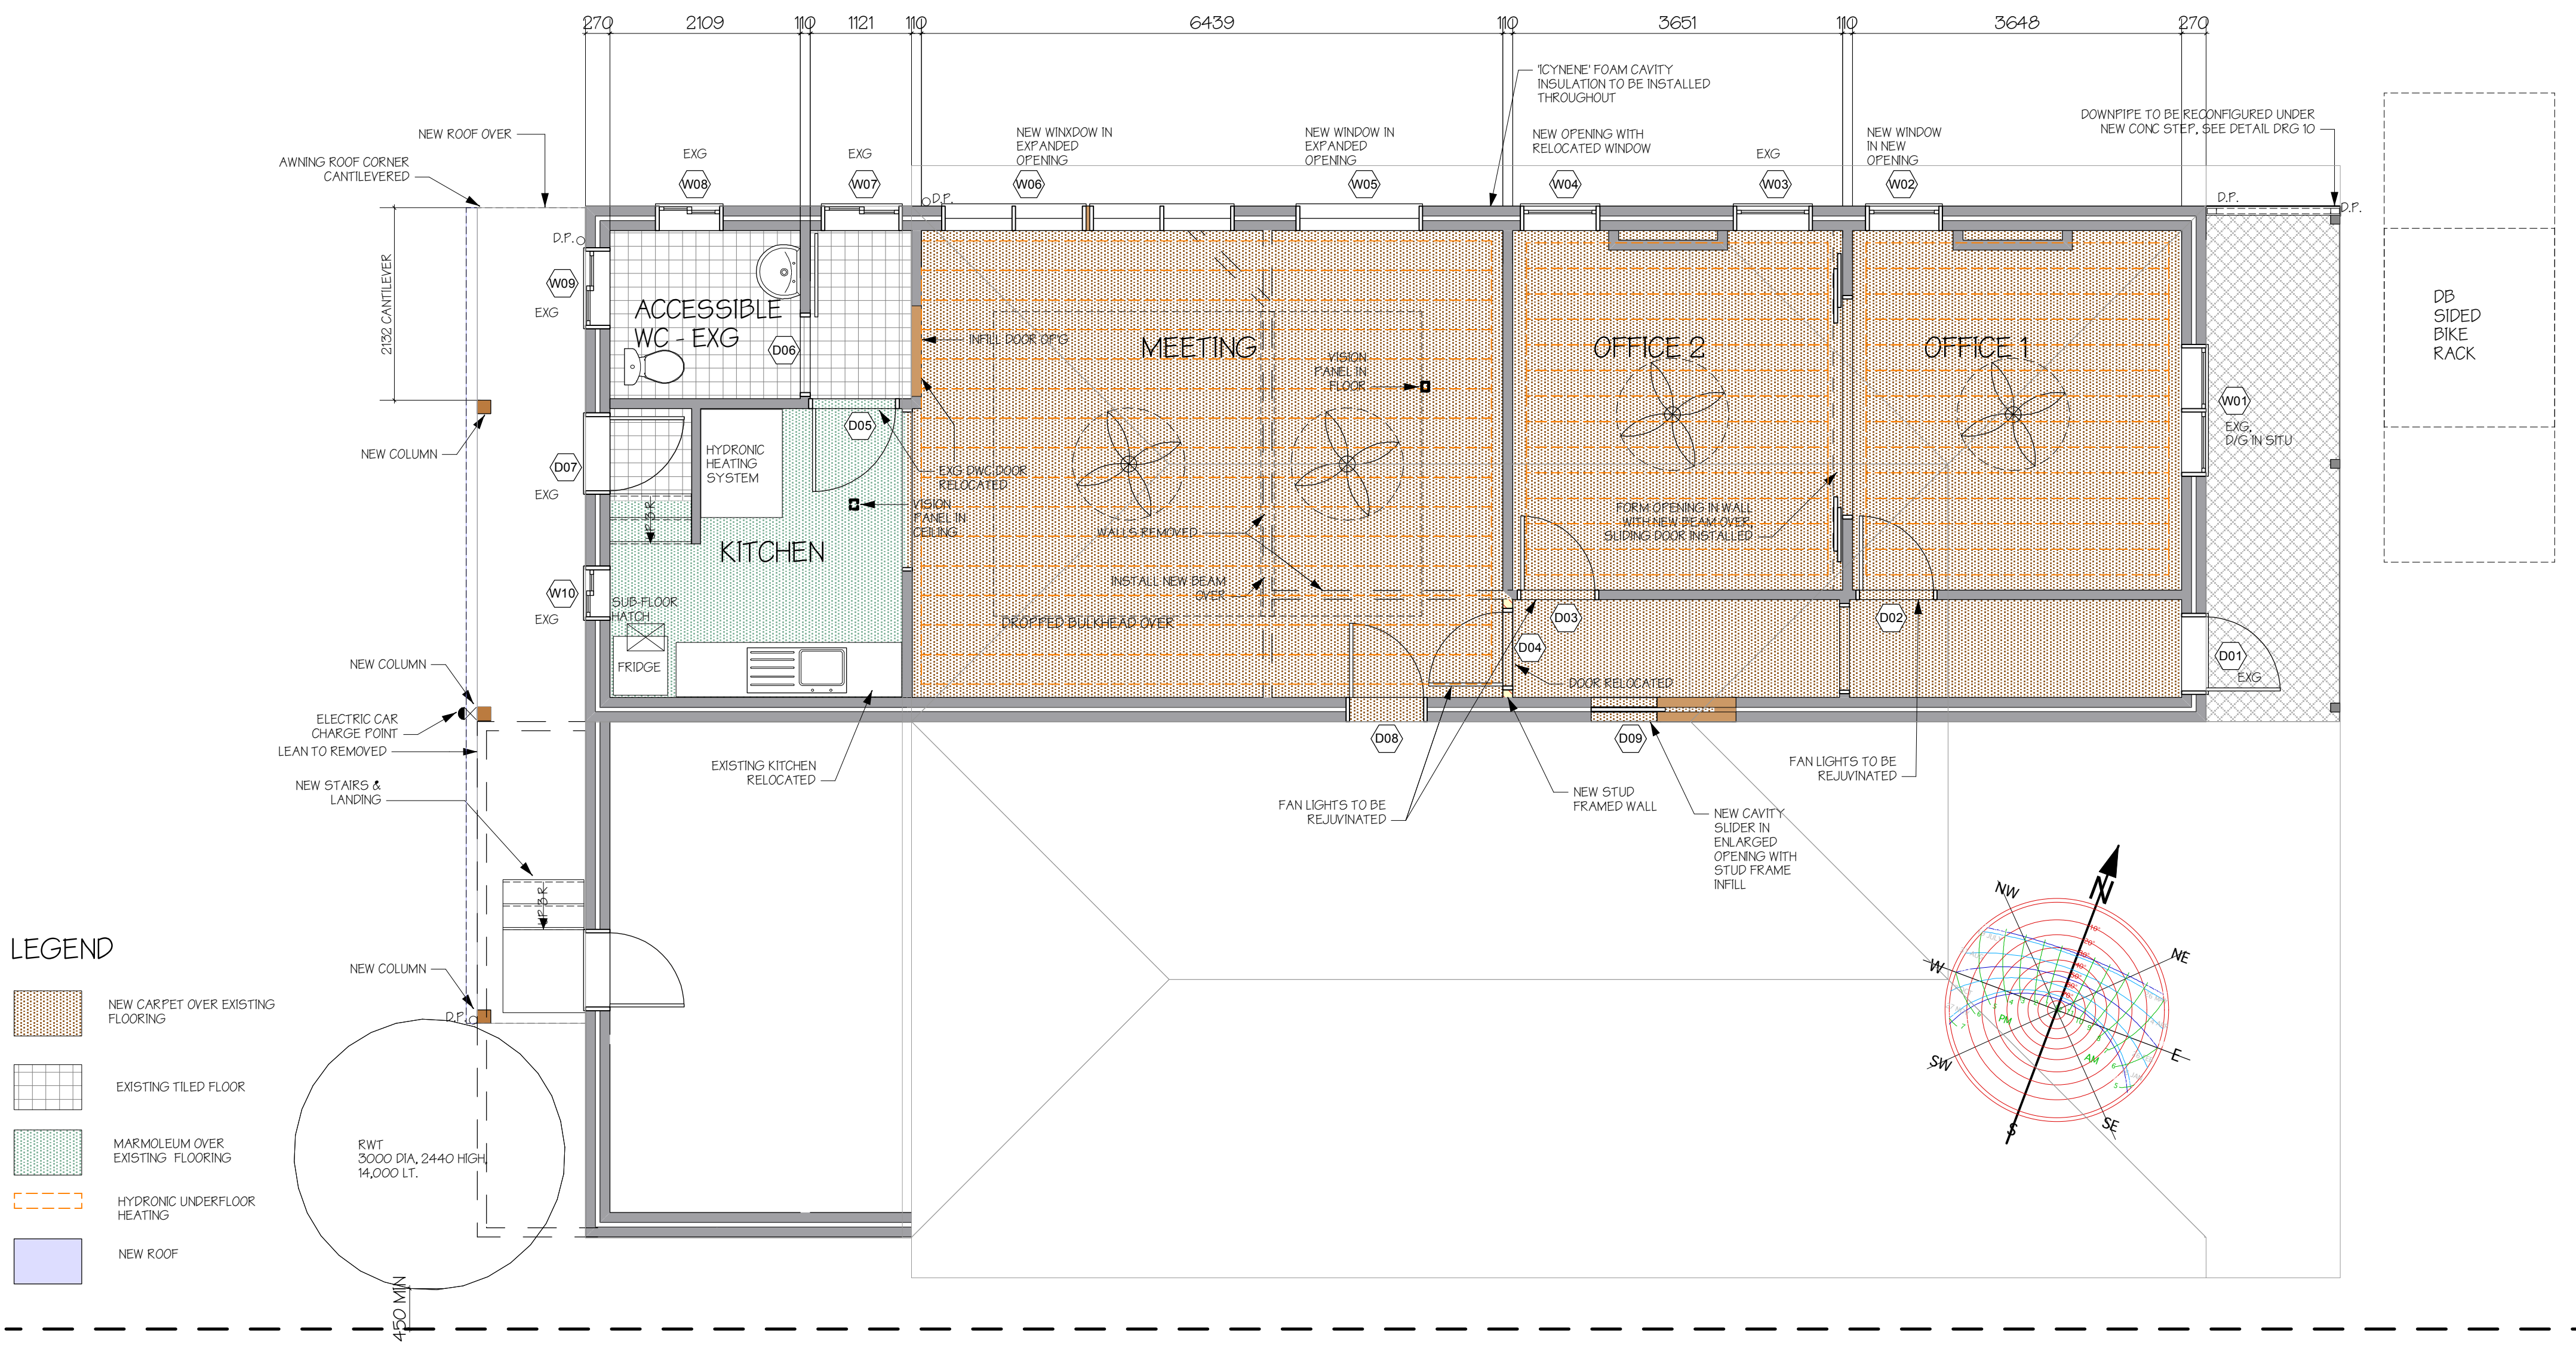 270
2109
110
1121
110
6439
110
3651
110
3648
270
'ICYNENE' FOAM CAVITY
INSULATION TO BE INSTALLED
THROUGHOUT
NEW ROOF OVER
AWNING ROOF CORNER
CANTILEVERED
EXG
W08
EXG
W07
NEW WINXDOW IN
EXPANDED
OPENING
W06
NEW WINDOW IN
EXPANDED
OPENING
W05
NEW OPENING WITH
RELOCATED WINDOW
W04
EXG
W03
NEW WINDOW
IN NEW
OPENING
W02
DOWNPIPE TO BE RECONFIGURED UNDER
NEW CONC STEP, SEE DETAIL DRG 10
D.P.
D.P.
D.P.
D.P.
2132 CANTILEVER
W09
EXG
ACCESSIBLE
WC - EXG
D06
INFILL DOOR OP'G
MEETING
VISION
PANEL IN
FLOOR
OFFICE 2
OFFICE 1
DB
SIDED
BIKE
RACK
W01
EXG,
D/G IN SITU
NEW COLUMN
D07
EXG
HYDRONIC
HEATING
SYSTEM
D05
EXG DWC DOOR
RELOCATED
VISION
PANEL IN
CEILING
UP 3 R
KITCHEN
WALLS REMOVED
FORM OPENING IN WALL
WITH NEW BEAM OVER,
SLIDING DOOR INSTALLED
INSTALL NEW BEAM
OVER
W10
EXG
SUB-FLOOR
HATCH
FRIDGE
DROPPED BULKHEAD OVER
D03
D04
D02
D01
EXG
DOOR RELOCATED
NEW COLUMN
ELECTRIC CAR
CHARGE POINT
LEAN TO REMOVED
NEW STAIRS &
LANDING
EXISTING KITCHEN
RELOCATED
D08
D09
FAN LIGHTS TO BE
REJUVINATED
NEW STUD
FRAMED WALL
NEW CAVITY
SLIDER IN
ENLARGED
OPENING WITH
STUD FRAME
INFILL
FAN LIGHTS TO BE
REJUVINATED
UP 3 R
NEW COLUMN
D.P.
RWT
3000 DIA, 2440 HIGH,
14,000 LT.
450 MIN
LEGEND
NEW CARPET OVER EXISTING
FLOORING
EXISTING TILED FLOOR
MARMOLEUM OVER
EXISTING FLOORING
HYDRONIC UNDERFLOOR
HEATING
NEW ROOF
N
NW
NE
W
E
SW
SE
S
PM
AM